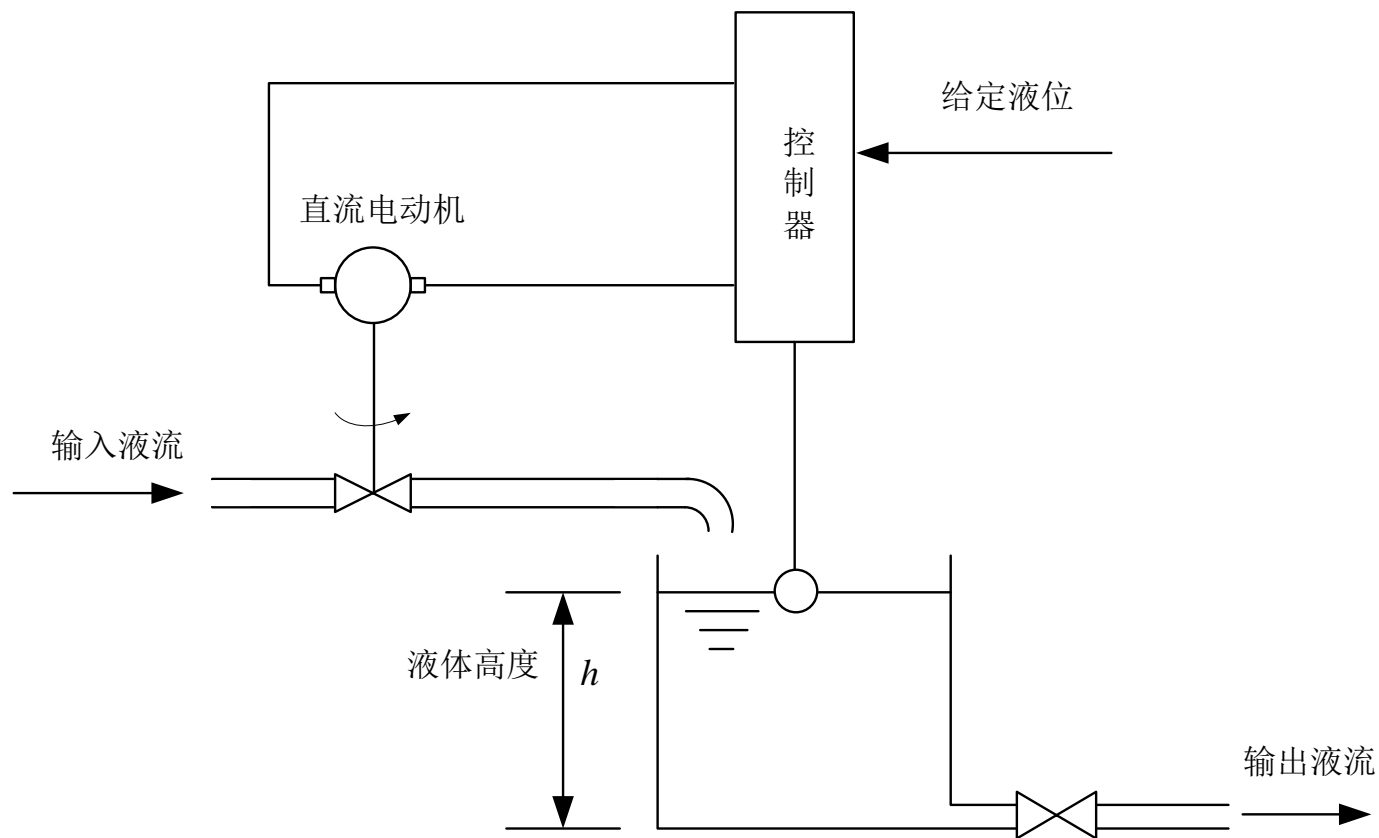 给定液位
控制器
直流电动机
输入液流
液体高度 h
输出液流